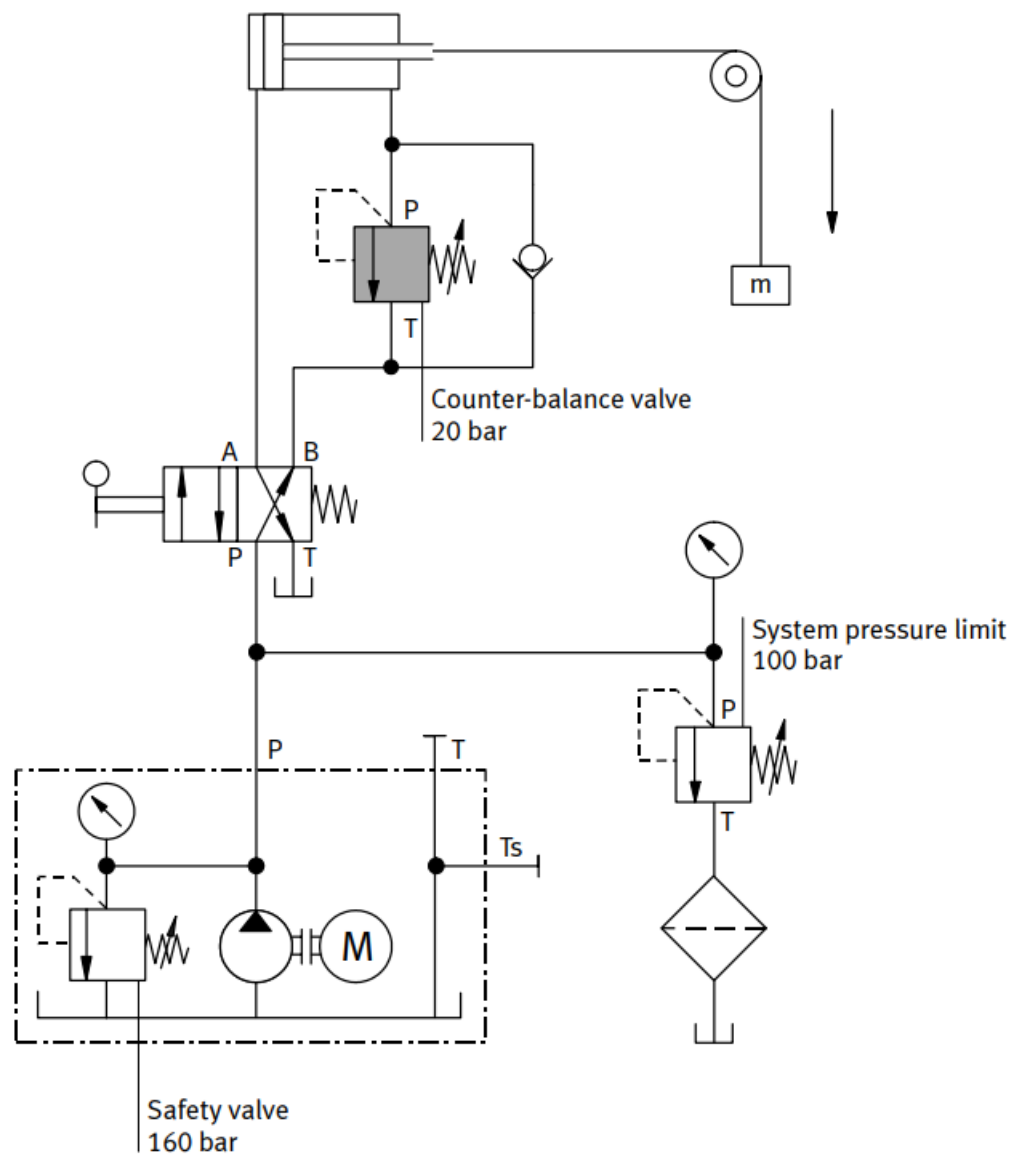 P
m
T
Counter-balance valve
20 bar
A
B
P
T
System pressure limit
100 bar
P
P
T
T
Ts
M
Safety valve
160 bar